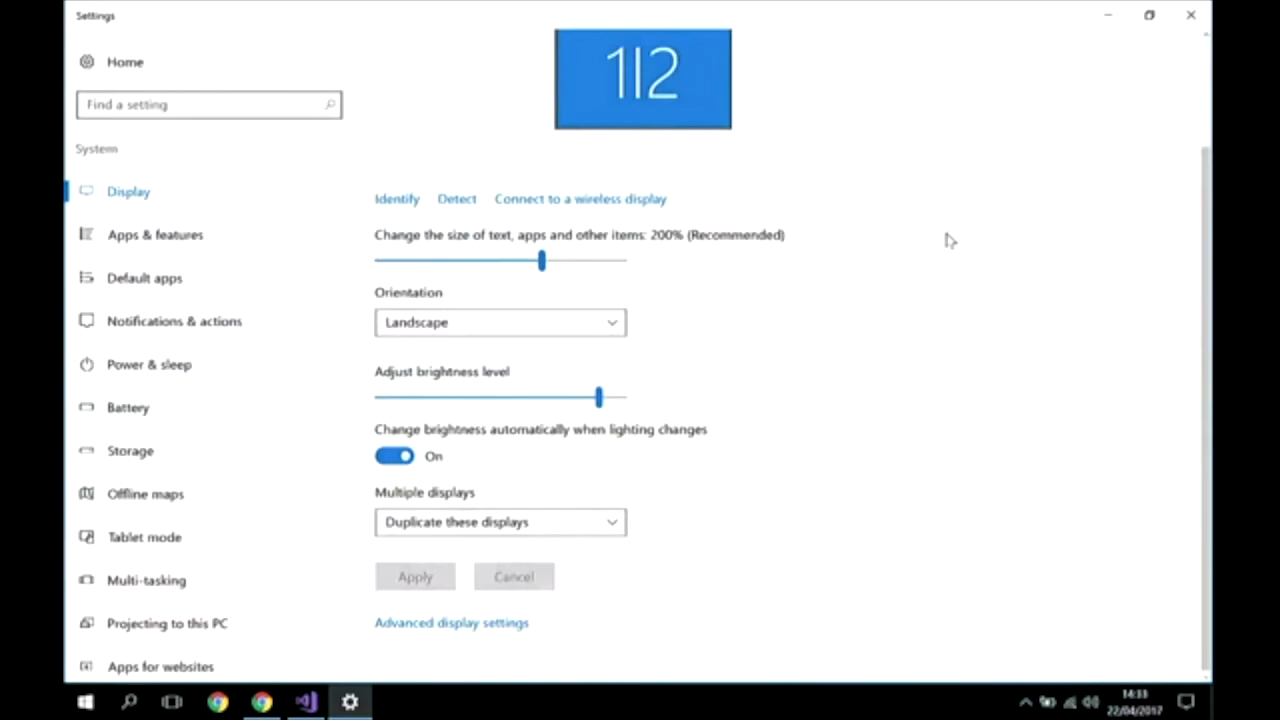 Settings
Home
1|2
Find a setting
System
Display
Identify Detect Connect to a wireless display
Change the size of text, apps and other items: 200% (Recommended)
Apps & features
Default apps
Orientation
Landscape
Notifications & actions
Power & sleep
Adjust brightness level
Battery
Change brightness automatically when lighting changes
On
Storage
Offline maps
Multiple displays
Duplicate these displays
Tablet mode
Multi-tasking
Apply Cancel
Projecting to this PC
Advanced display settings
Apps for websites
14:33
22/04/2017